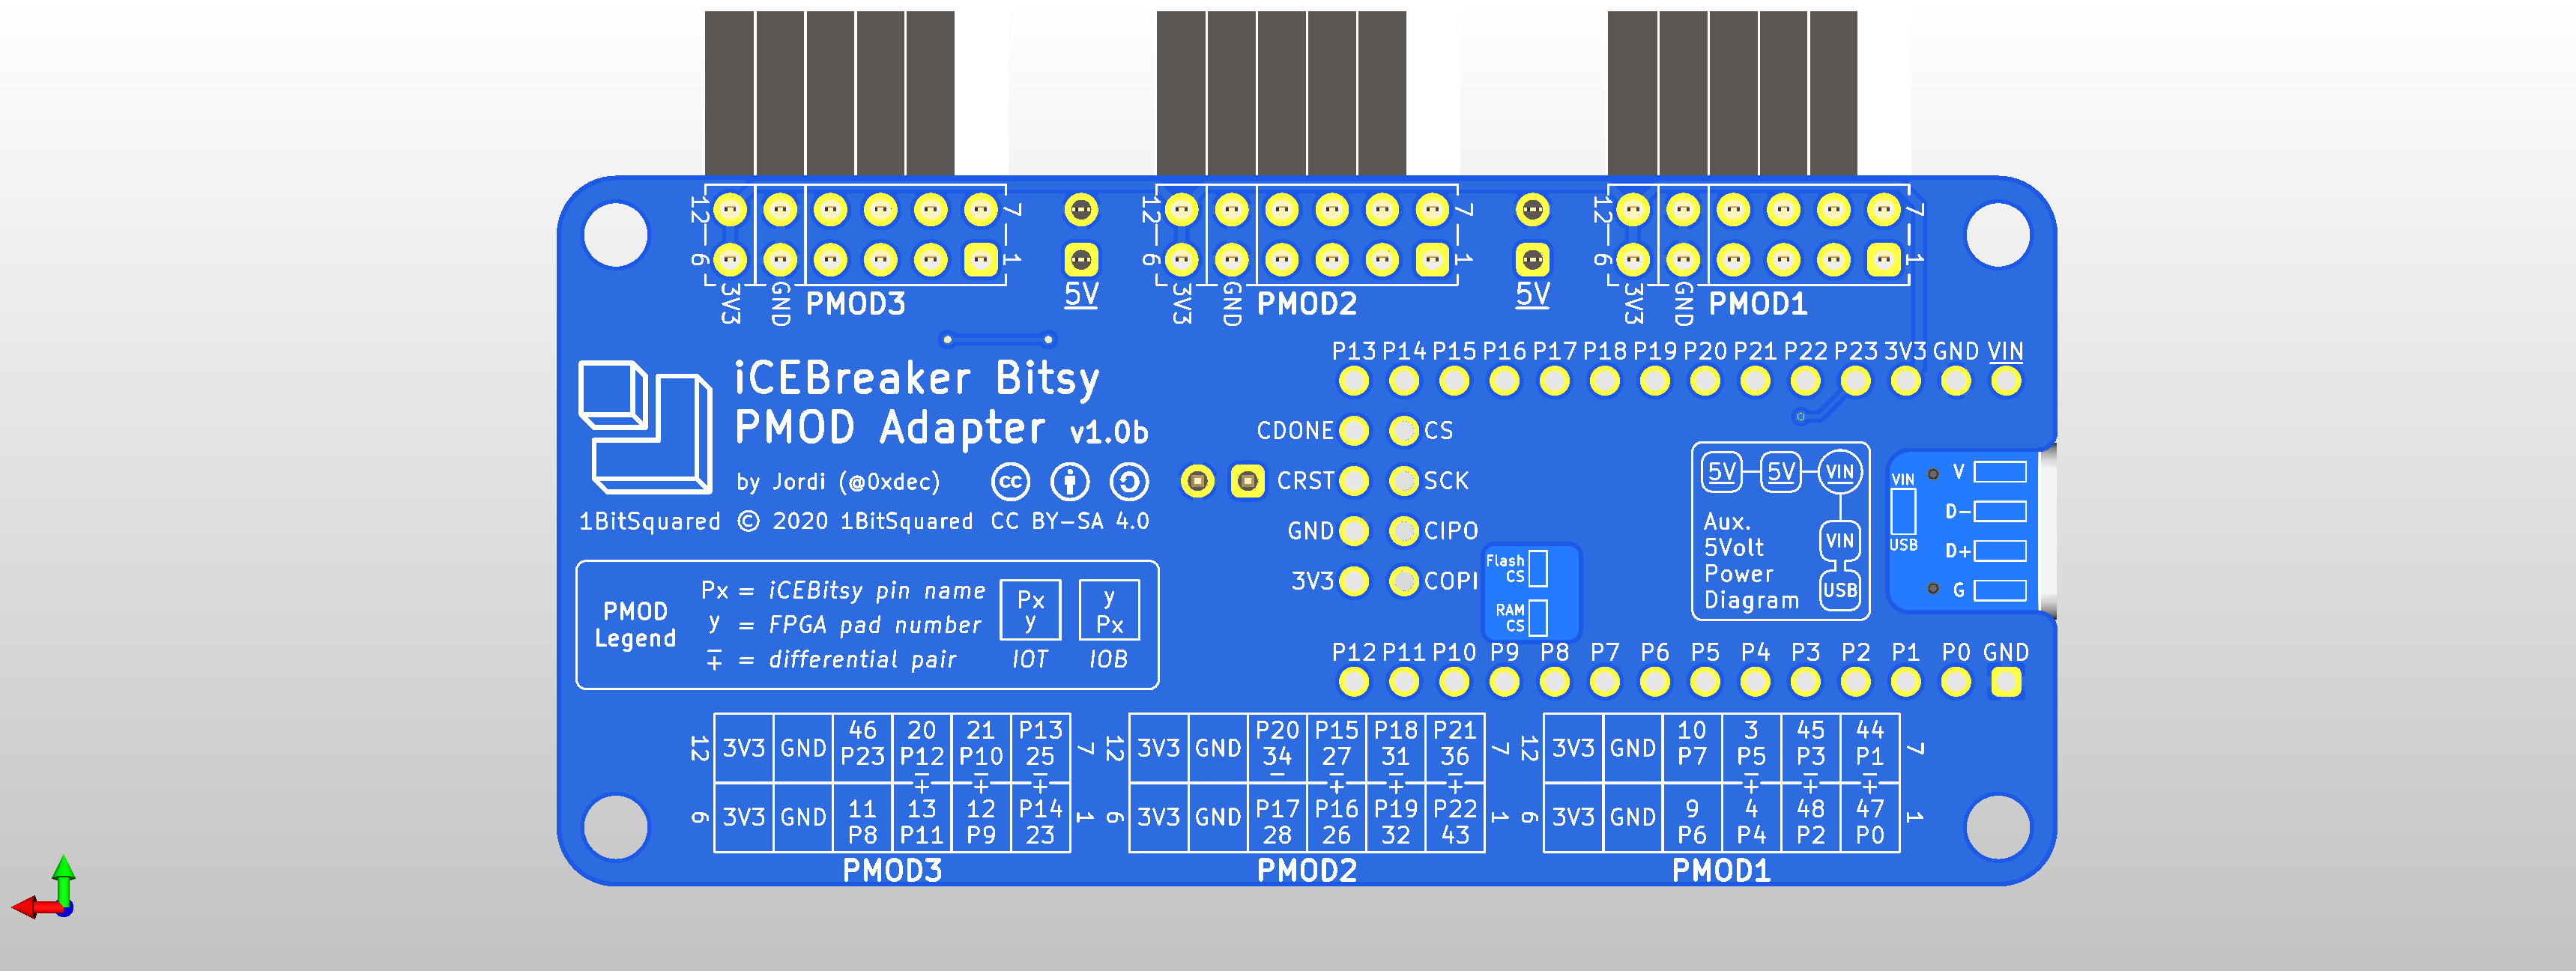 12 7 12 7 12 7
6 1 6 1 6 1
3V3 GND PMOD3 5V 3V3 GND PMOD2 5V 3V3 GND PMOD1
P13 P14 P15 P16 P17 P18 P19 P20 P21 P22 P23 3V3 GND VIN
iCEBreaker Bitsy
PMOD Adapter v1.0b
by Jordi (@0xdec)
1BitSquared © 2020 1BitSquared CC BY-SA 4.0
cc
CDONE CS
CRST SCK
GND CIPO
3V3 COPI
Flash
CS
RAM
CS
5V 5V VIN
VIN
USB
Aux.
5Volt
Power
Diagram
VIN
USB
V
D-
D+
G
PMOD
Legend
Px = iCEBitsy pin name
y = FPGA pad number
∓ = differential pair
Px
y
IOT
y
Px
IOB
P12 P11 P10 P9 P8 P7 P6 P5 P4 P3 P2 P1 P0 GND
12 3V3 GND 46 20 21 P13 7
P23 P12 P10 25
− − −
+ + +
6 3V3 GND 11 13 12 P14 1
P8 P11 P9 23
PMOD3
12 3V3 GND P20 P15 P18 P21 7
34 27 31 36
− − − −
+ + +
6 3V3 GND P17 P16 P19 P22 1
28 26 32 43
PMOD2
12 3V3 GND 10 3 45 44 7
P7 P5 P3 P1
− − −
+ + +
6 3V3 GND 9 4 48 47 1
P6 P4 P2 P0
PMOD1